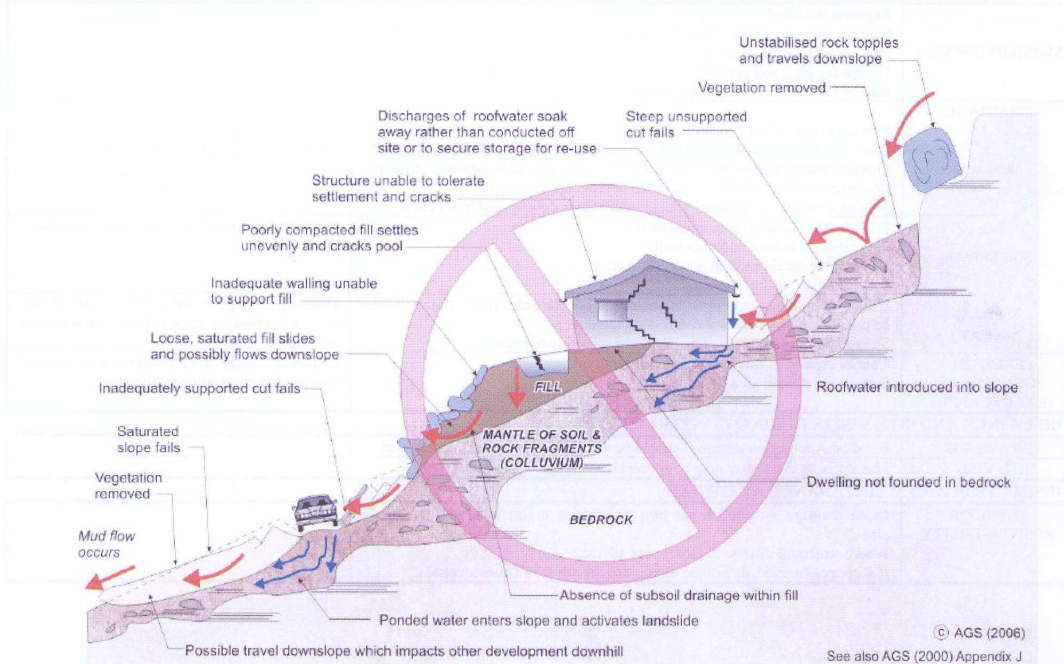 Unstabilised rock topples
and travels downslope
Vegetation removed
Discharges of roofwater soak
away rather than conducted off
site or to secure storage for re-use
Steep unsupported
cut fails
Structure unable to tolerate
settlement and cracks
Poorly compacted fill settles
unevenly and cracks pool
Inadequate walling unable
to support fill
Loose, saturated fill slides
and possibly flows downslope
Inadequately supported cut fails
Roofwater introduced into slope
FILL
Saturated
slope fails
MANTLE OF SOIL &
ROCK FRAGMENTS
(COLLUVIUM)
Vegetation
removed
Dwelling not founded in bedrock
BEDROCK
Mud flow
occurs
Absence of subsoil drainage within fill
Ponded water enters slope and activates landslide
© AGS (2006)
Possible travel downslope which impacts other development downhill
See also AGS (2000) Appendix J